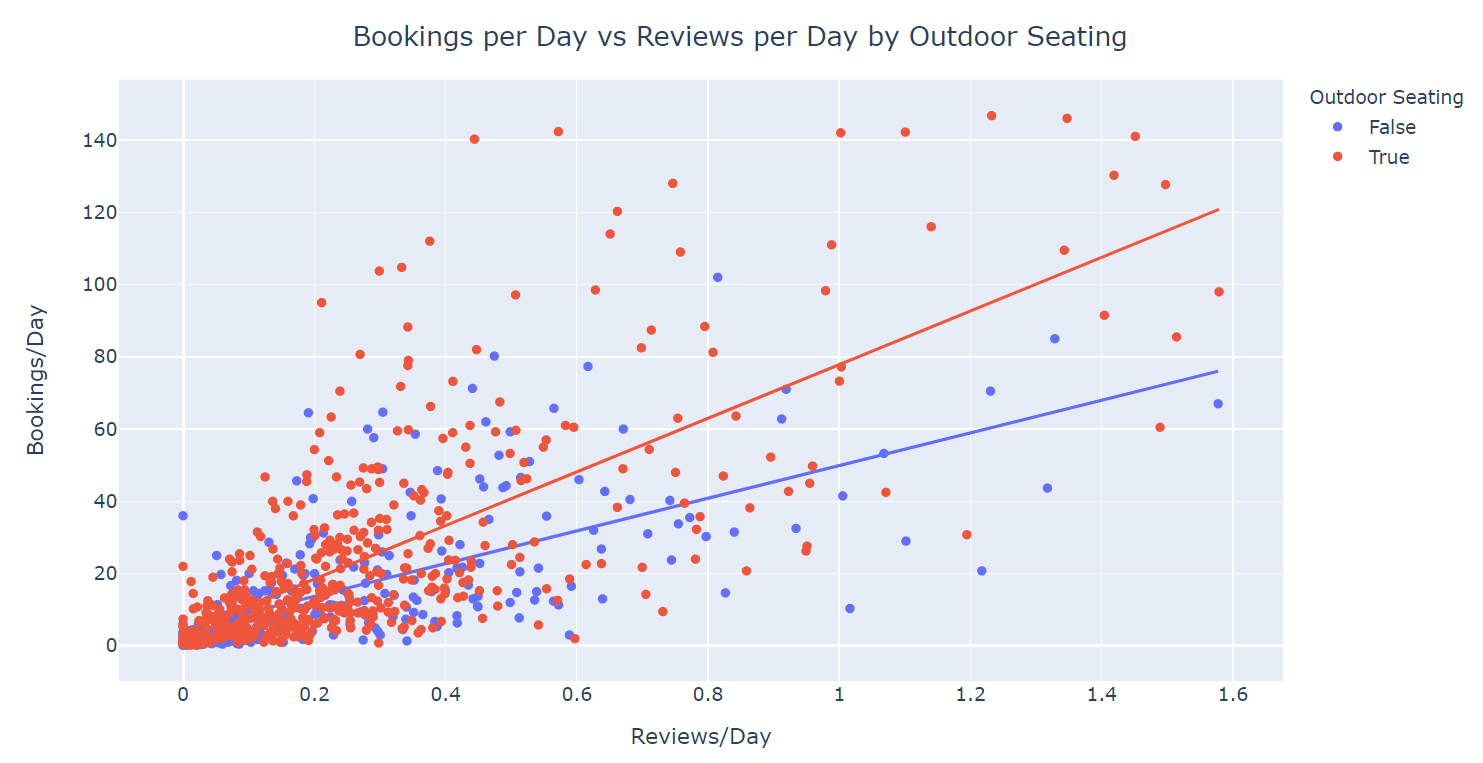 Bookings per Day vs Reviews per Day by Outdoor Seating
Outdoor Seating
False
True
Bookings/Day
140
120
100
80
60
40
20
0
0 0.2 0.4 0.6 0.8 1 1.2 1.4 1.6
Reviews/Day